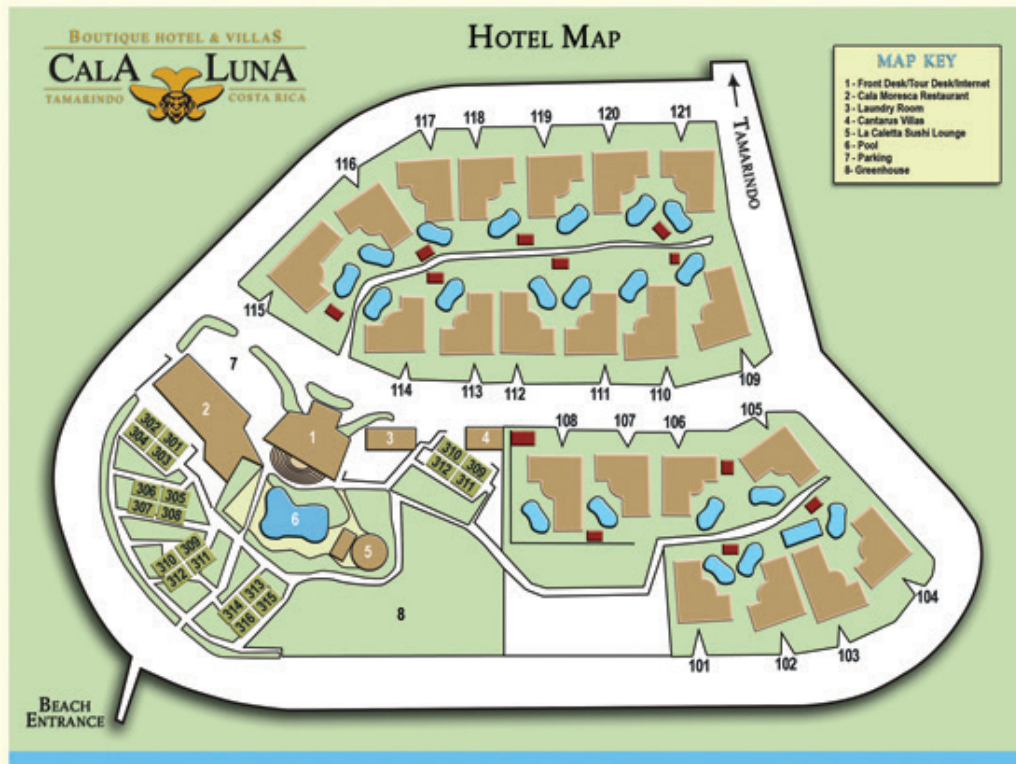 BOUTIQUE HOTEL & VILLAS
CALA LUNA
TAMARINDO COSTA RICA
HOTEL MAP
MAP KEY
1 - Front Desk/Tour Desk/Internet
2 - Cala Moresca Restaurant
3 - Laundry Room
4 - Cantarus Villas
5 - La Caletta Sushi Lounge
6 - Pool
7 - Parking
8- Greenhouse
TAMARINDO
117 118 119 120 121
116
115
114 113 112 111 110 109
7
2
1
3
4
108 107 106 105
302 301
304 303
310 309
312 311
306 305
307 308
6
5
310 309
312 311
314 313
316 315
8
101 102 103 104
BEACH
ENTRANCE